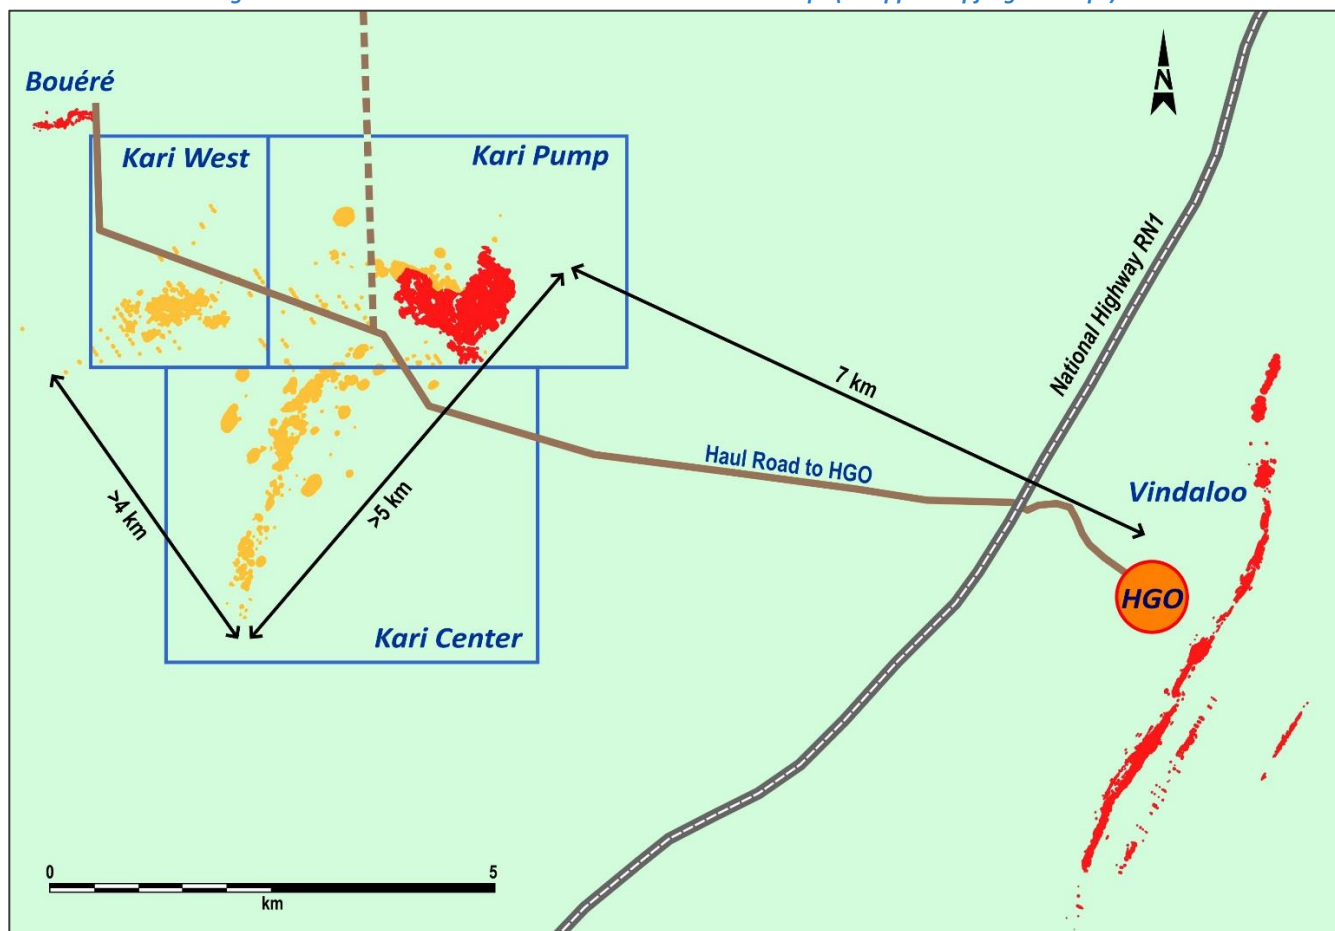 N
Bouéré
Kari West
Kari Pump
National Highway RN1
7 km
Haul Road to HGO
>4 km
>5 km
Vindaloo
HGO
Kari Center
0
5
km